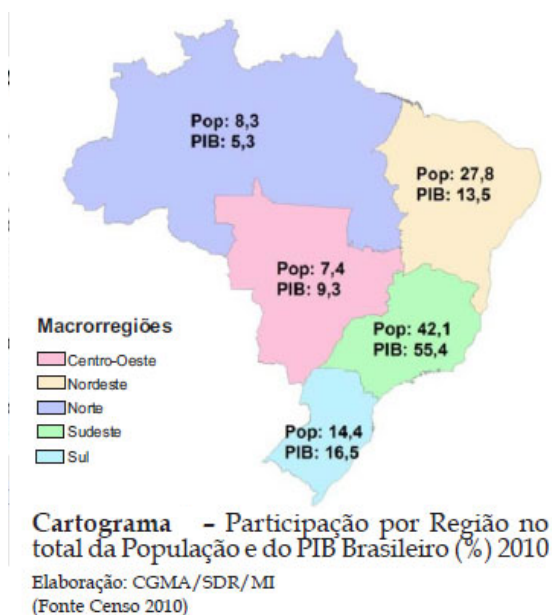 Pop: 8,3
PIB: 5,3
Pop: 27,8
PIB: 13,5
Pop: 7,4
PIB: 9,3
Pop: 42,1
PIB: 55,4
Pop: 14,4
PIB: 16,5
Macrorregiões
Centro-Oeste
Nordeste
Norte
Sudeste
Sul
Cartograma – Participação por Região no
total da População e do PIB Brasileiro (%) 2010
Elaboração: CGMA/SDR/MI
(Fonte Censo 2010)